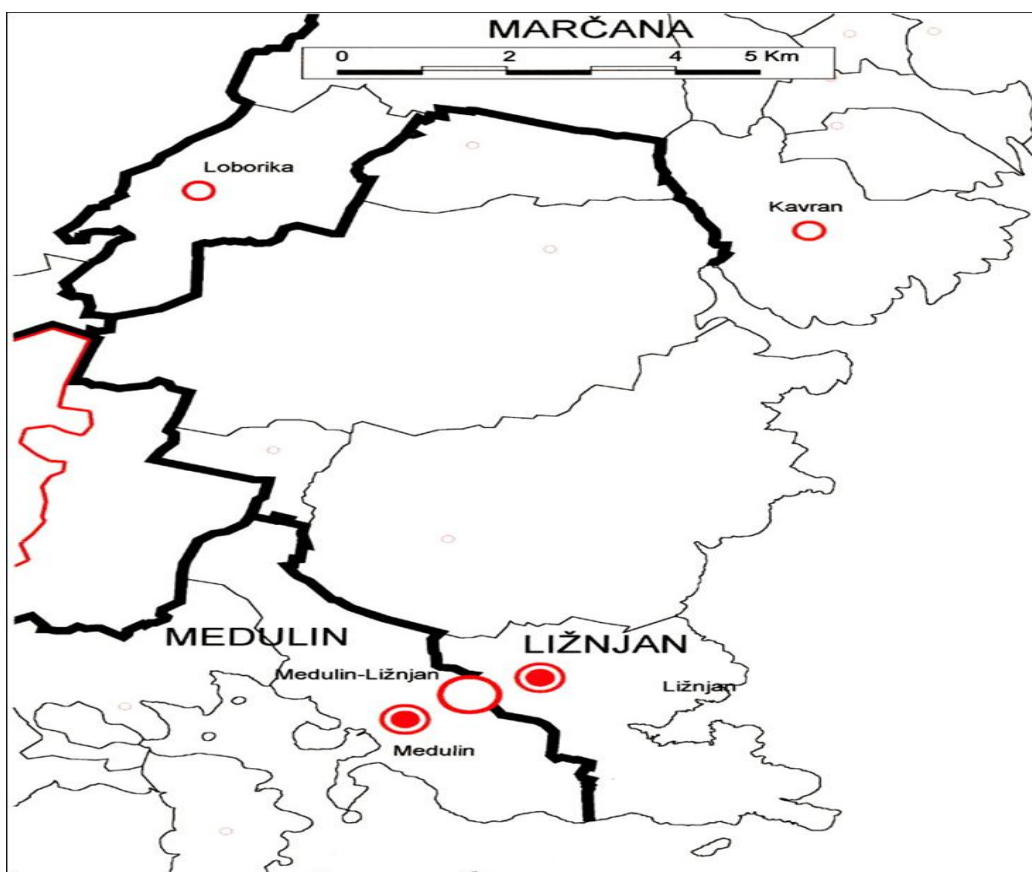 MARČANA
0 2 4 5 Km
Loborika
Kavran
MEDULIN
LIŽNJAN
Medulin-Ližnjan
Ližnjan
Medulin